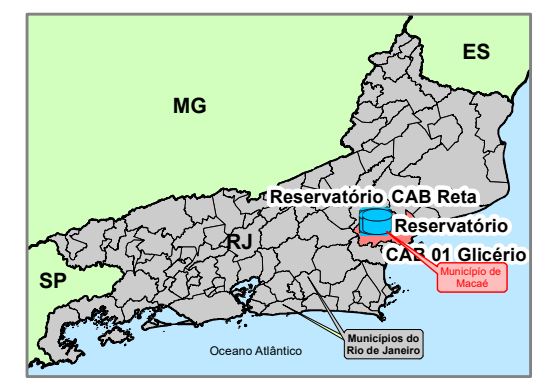 ES
MG
Reservatório CAB Reta
Reservatório
RJ
CAB 01 Glicério
SP
Município de
Macaé
Municípios do
Rio de Janeiro
Oceano Atlântico